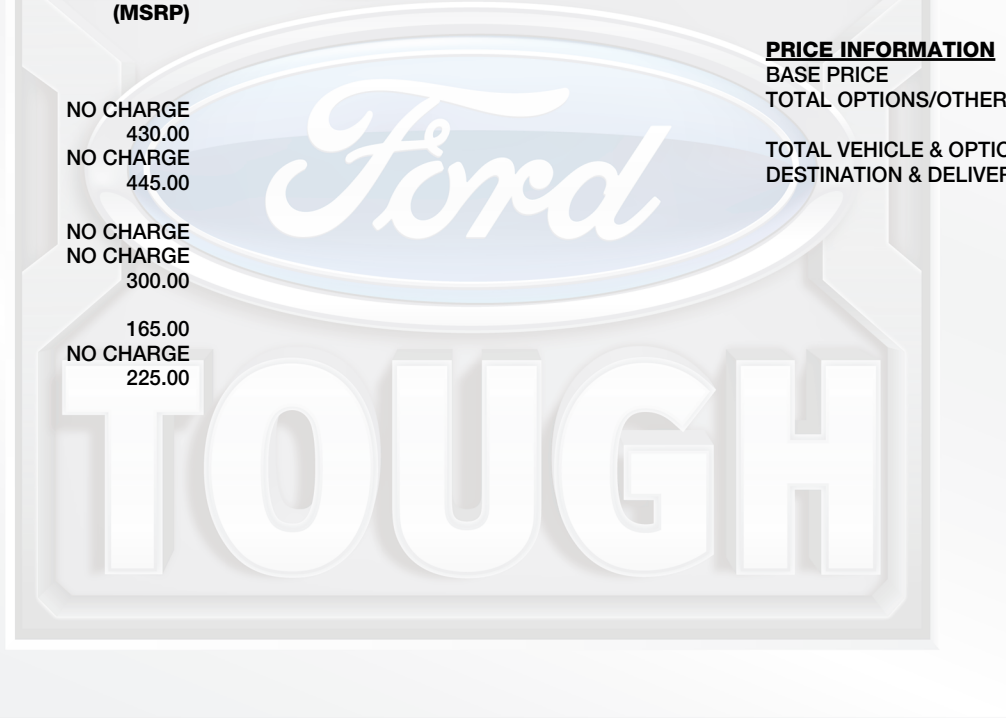 (MSRP)
NO CHARGE
430.00
NO CHARGE
445.00
NO CHARGE
NO CHARGE
300.00
165.00
NO CHARGE
225.00
PRICE INFORMATION
BASE PRICE
TOTAL OPTIONS/OTHER
TOTAL VEHICLE & OPTIO
DESTINATION & DELIVER
Ford
TOUGH